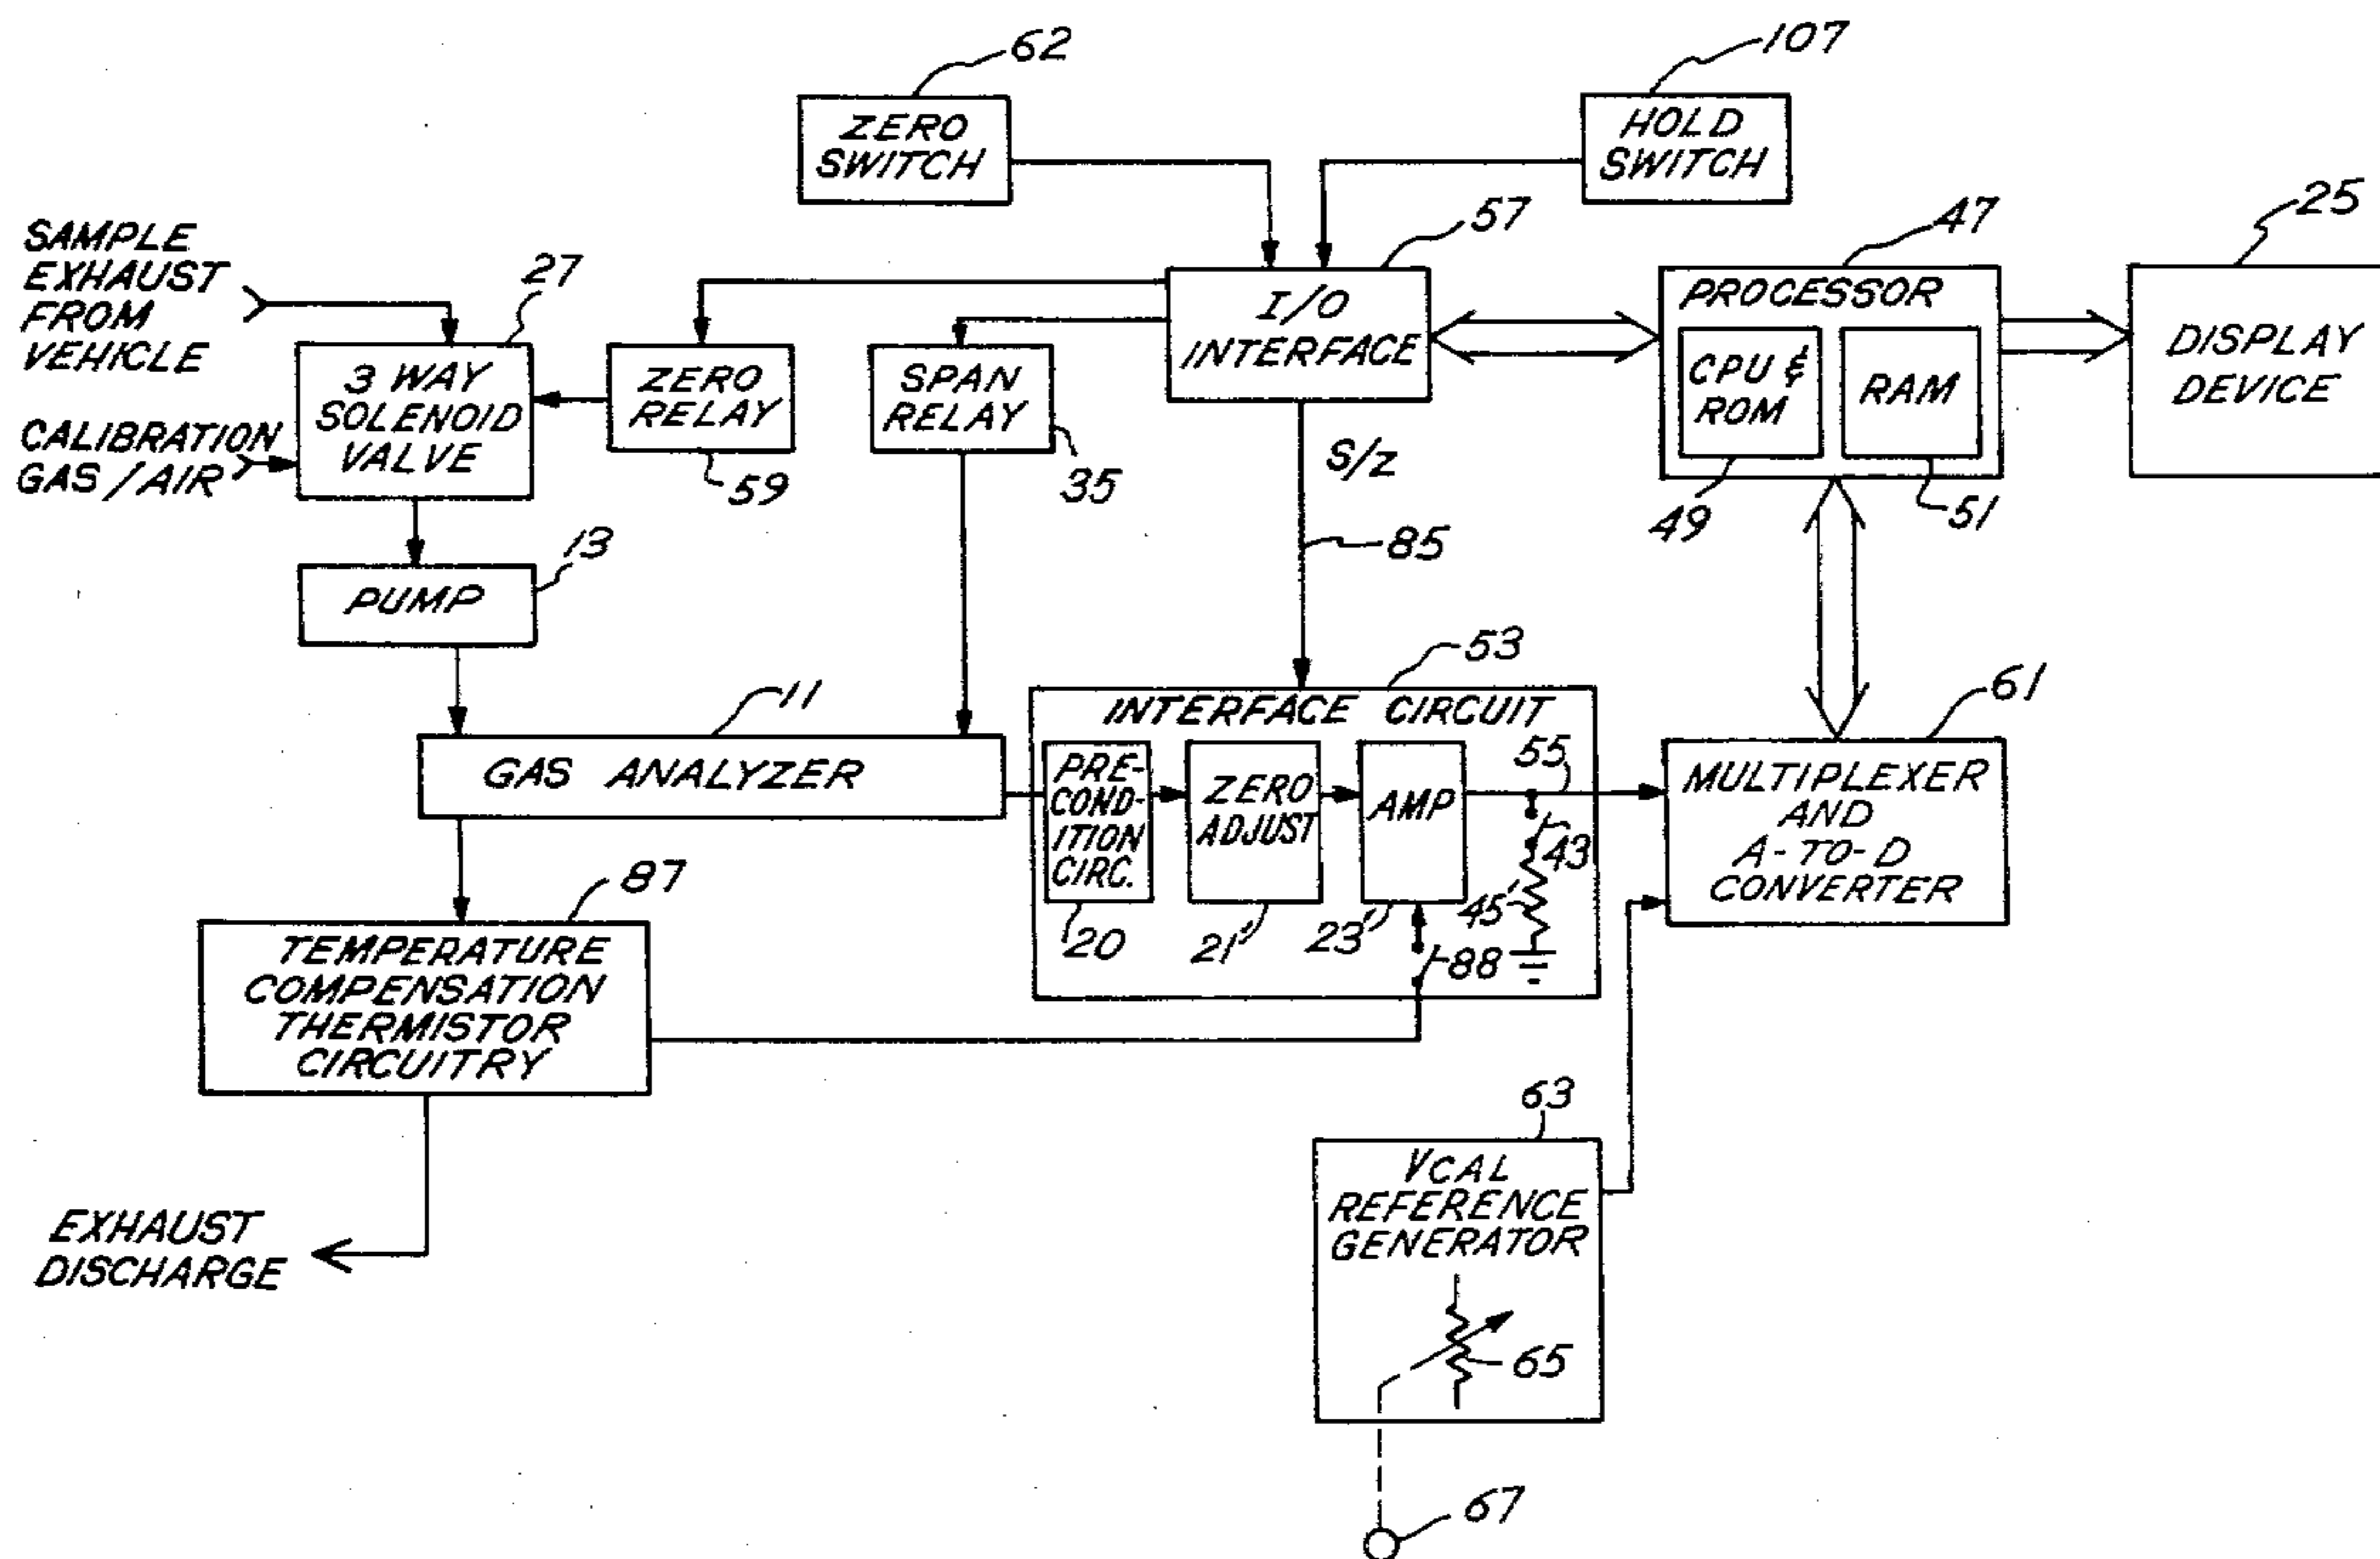 62
107
ZERO
SWITCH
HOLD
SWITCH
SAMPLE
EXHAUST
FROM
VEHICLE
27
57
47
25
3 WAY
SOLENOID
VALVE
CALIBRATION
GAS/AIR
ZERO
RELAY
59
SPAN
RELAY
35
I/O
INTERFACE
PROCESSOR
CPU &
ROM
RAM
49
51
DISPLAY
DEVICE
S/Z
85
13
PUMP
11
GAS ANALYZER
53
INTERFACE CIRCUIT
PRE-
COND-
ITION
CIRC.
20
ZERO
ADJUST
21'
AMP
23'
55
43
45'
88
61
MULTIPLEXER
AND
A-TO-D
CONVERTER
87
TEMPERATURE
COMPENSATION
THERMISTOR
CIRCUITRY
EXHAUST
DISCHARGE
63
VCAL
REFERENCE
GENERATOR
65
67